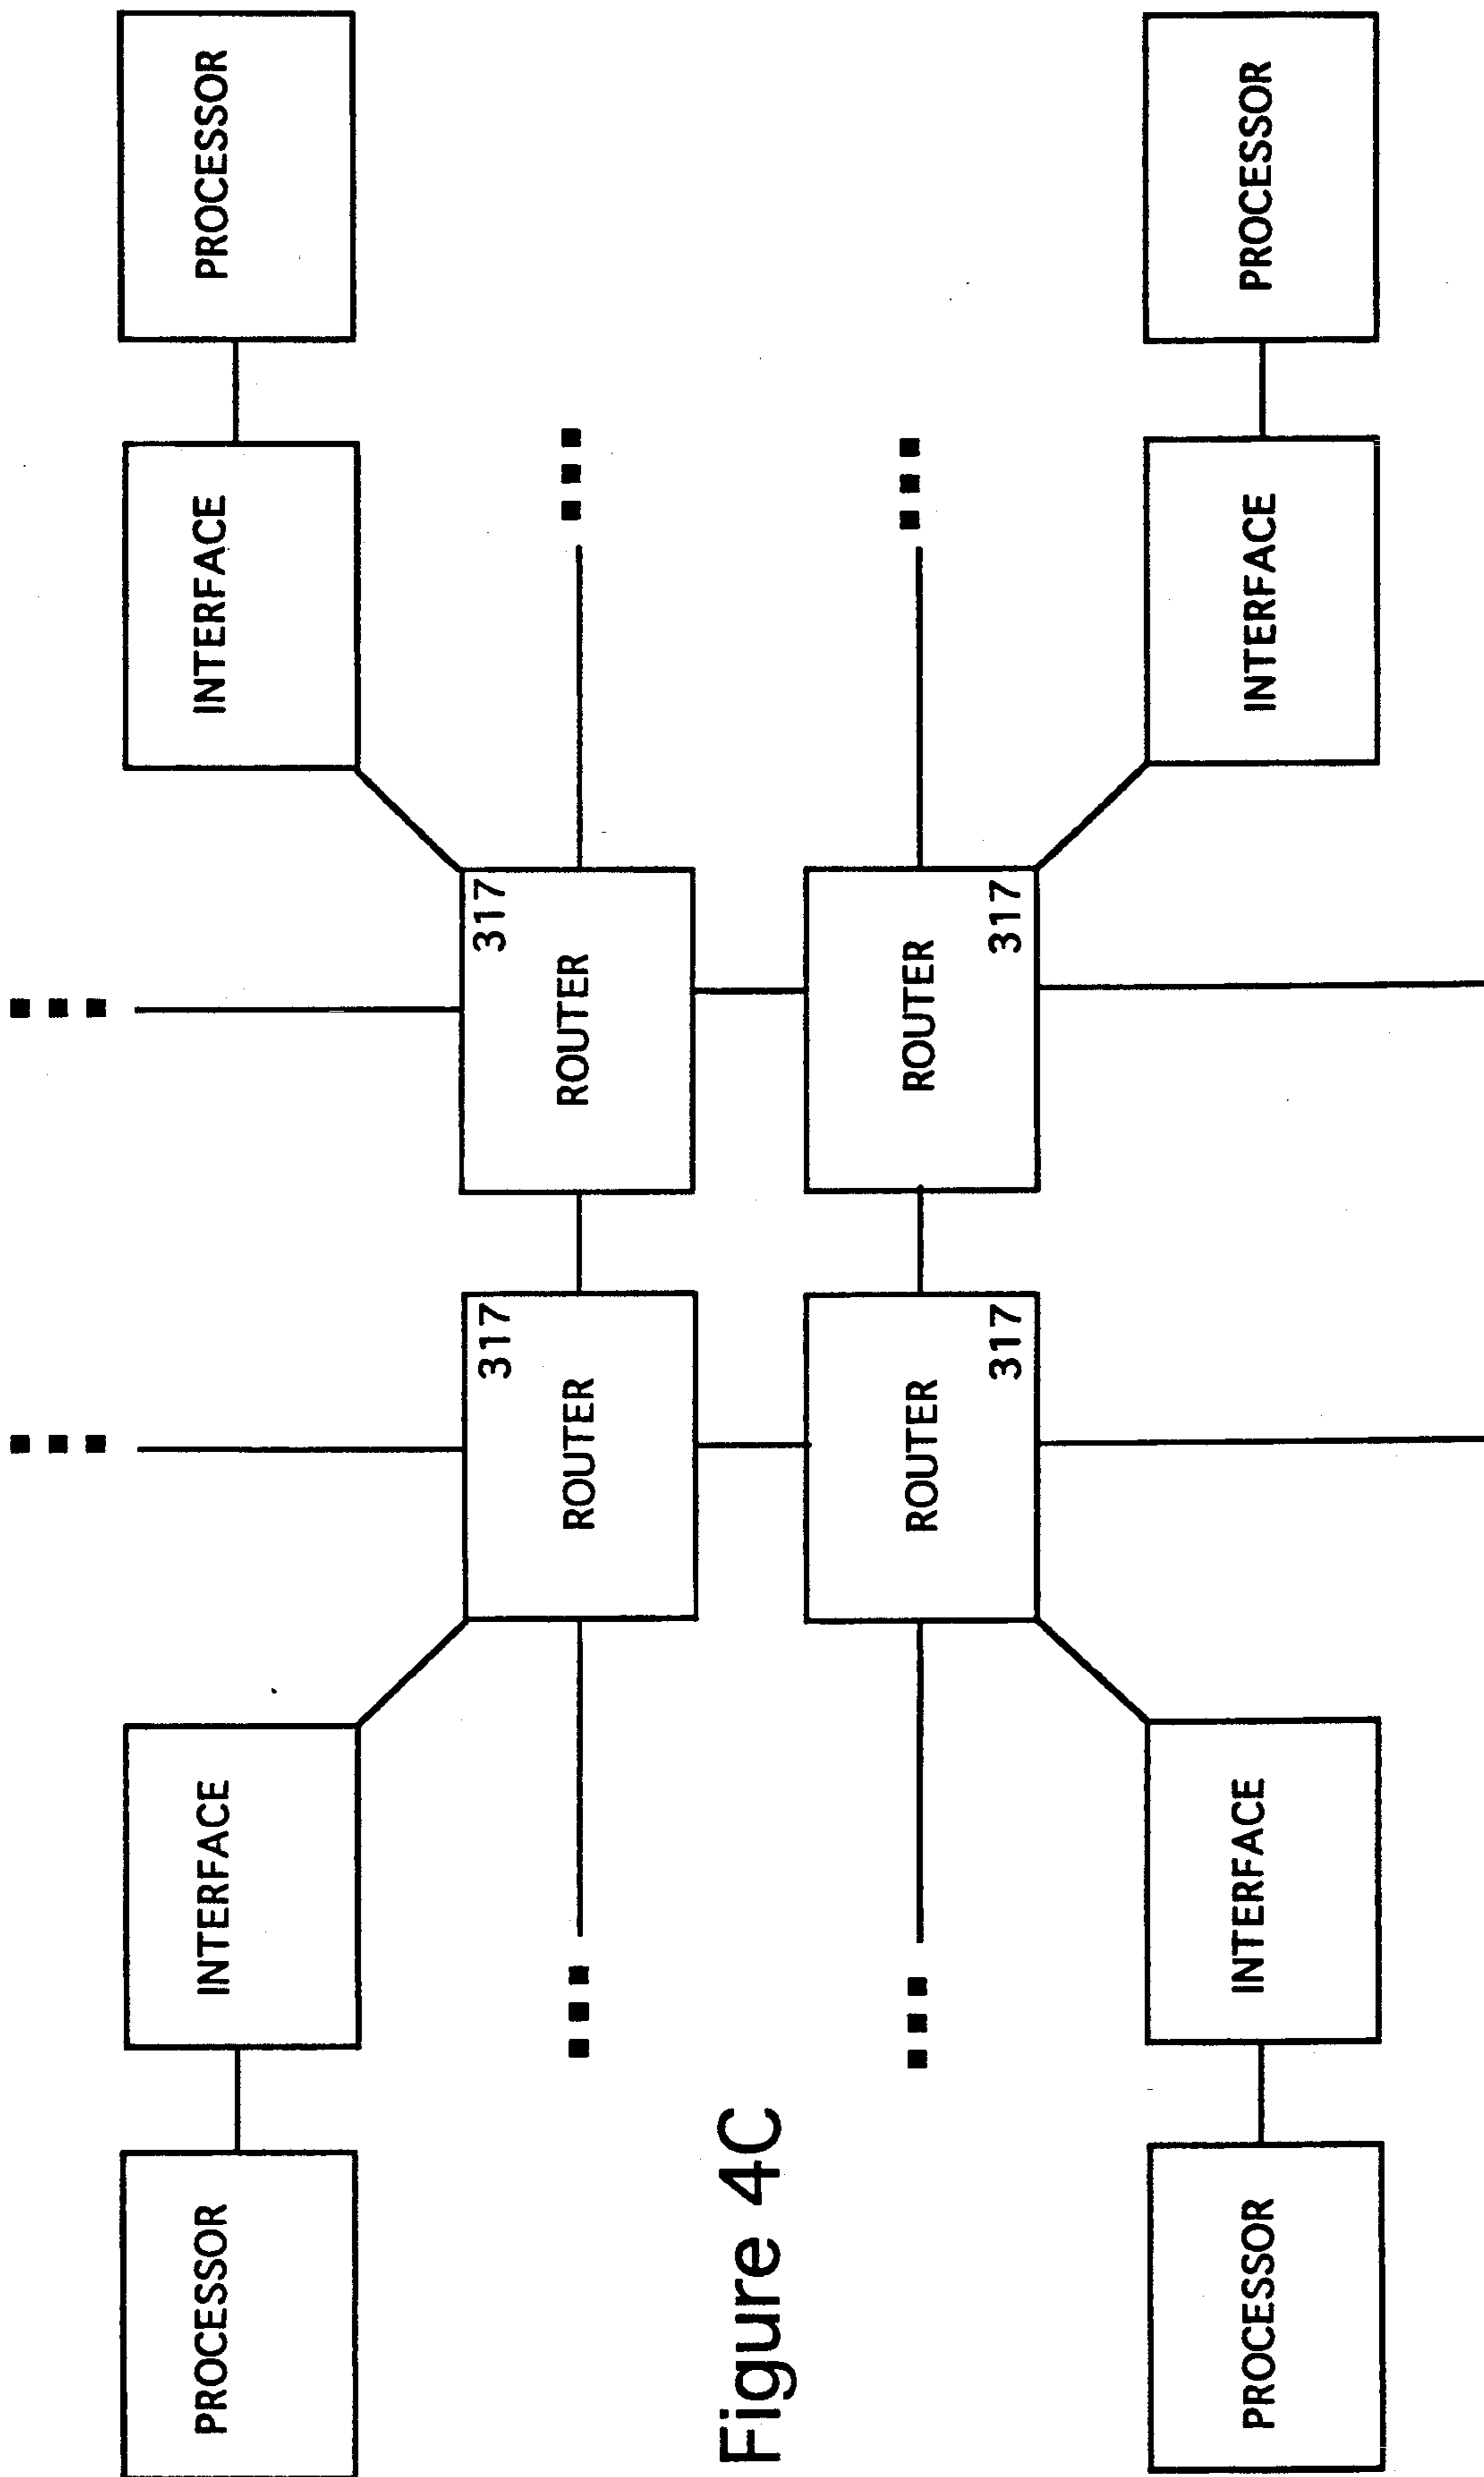 PROCESSOR
INTERFACE
INTERFACE
PROCESSOR
317
ROUTER
317
ROUTER
Figure 4C
ROUTER
317
ROUTER
317
PROCESSOR
INTERFACE
INTERFACE
PROCESSOR